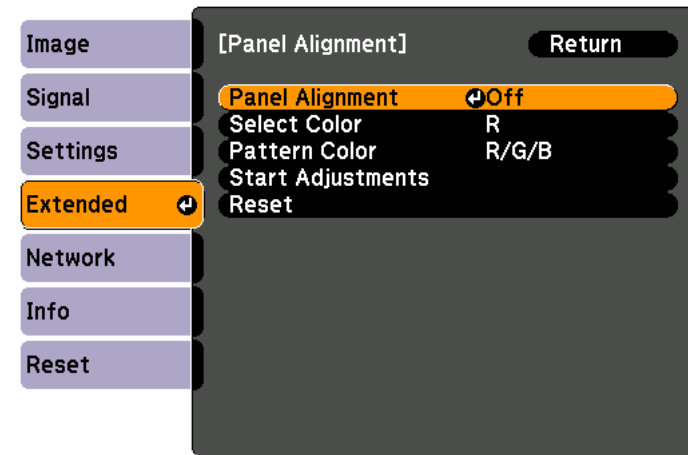 Image
Signal
Settings
Extended
Network
Info
Reset
[Panel Alignment] Return
Panel Alignment Off
Select Color R
Pattern Color R/G/B
Start Adjustments
Reset